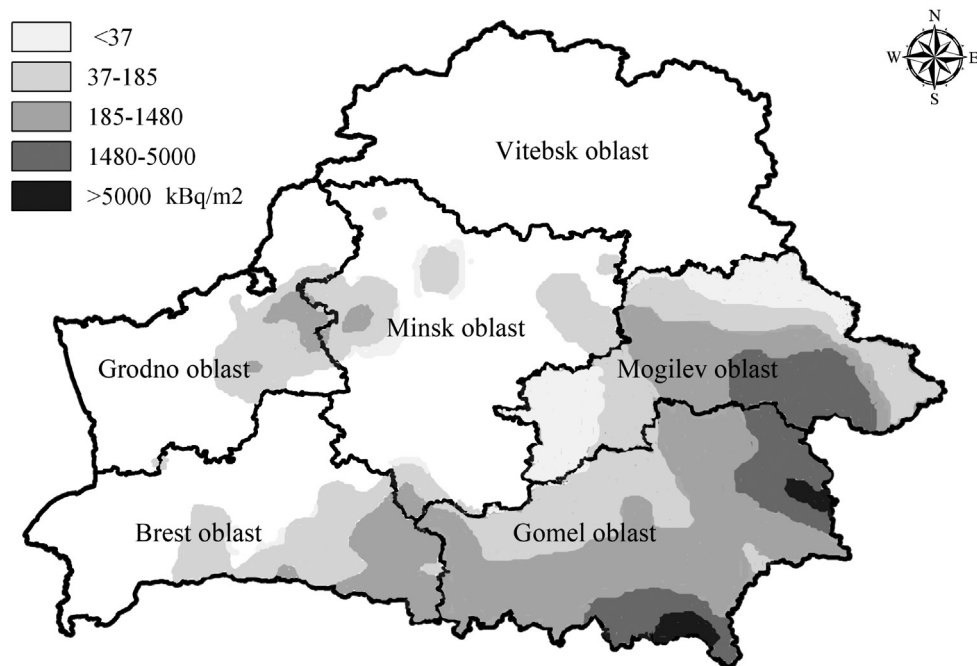 <37
37-185
185-1480
1480-5000
>5000 kBq/m2
N
W E
S
Vitebsk oblast
Minsk oblast
Grodno oblast
Mogilev oblast
Brest oblast
Gomel oblast